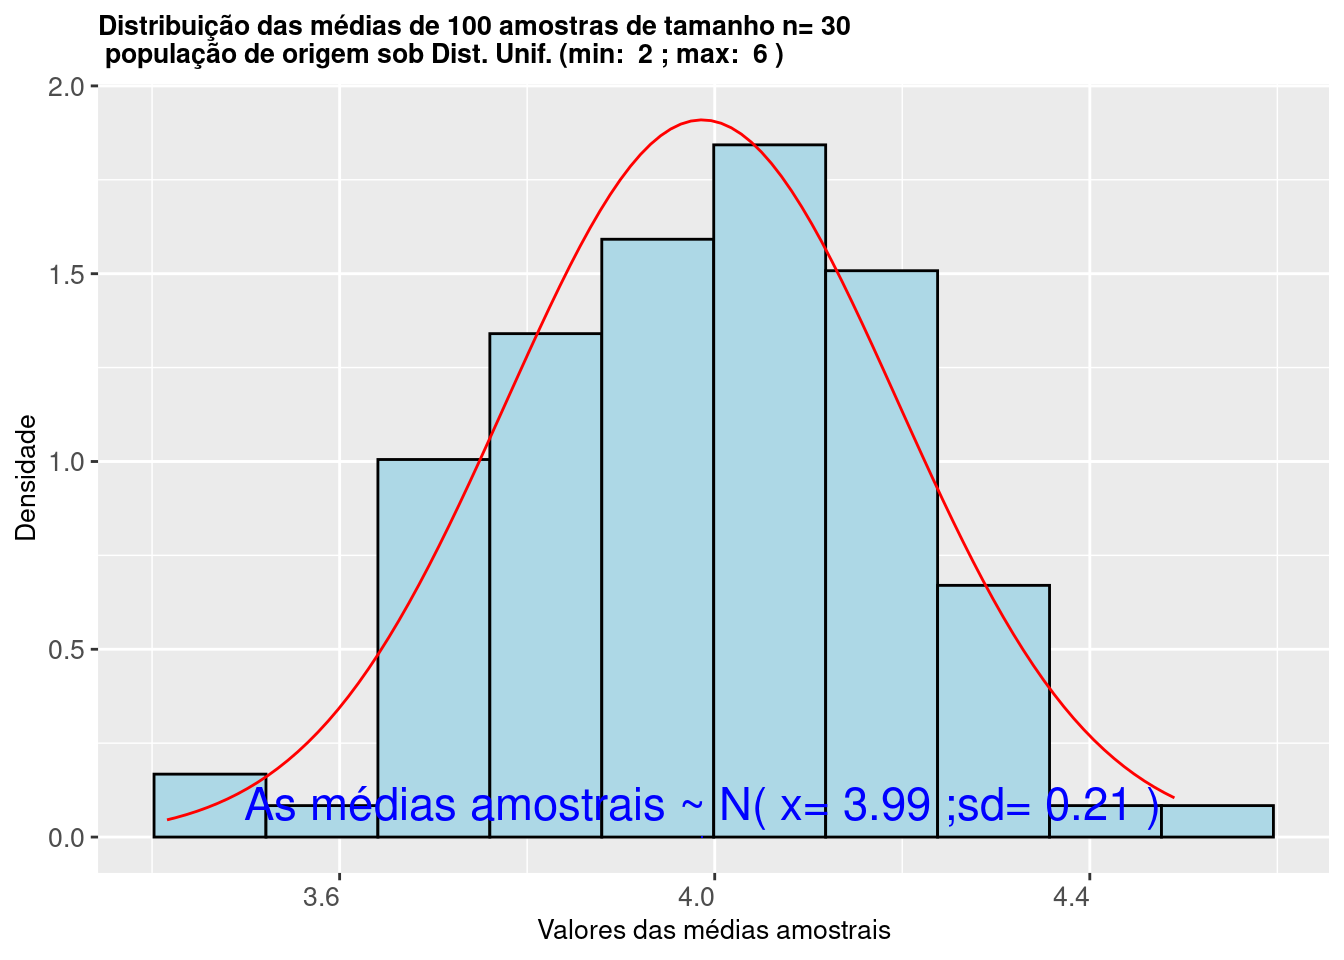 Distribuição das médias de 100 amostras de tamanho n= 30
população de origem sob Dist. Unif. (min:  2 ; max:  6 )
2.0
1.5
1.0
0.5
0.0
Densidade
As médias amostrais ~ N( x= 3.99 ;sd= 0.21 )
3.6
4.0
4.4
Valores das médias amostrais